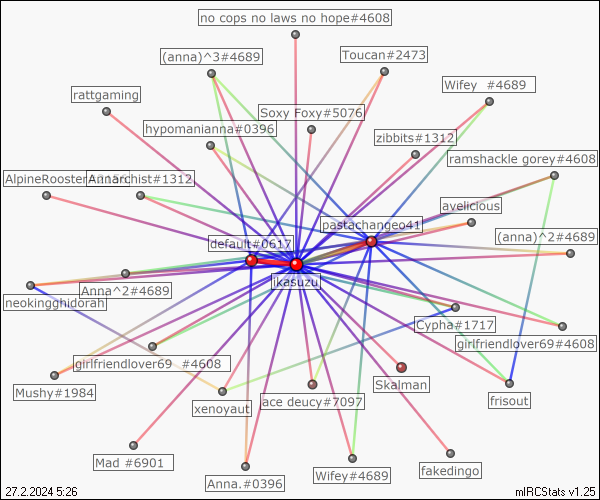 no cops no laws no hope#4608
(anna)^3#4689
Toucan#2473
Wifey #4689
rattgaming
Soxy Foxy#5076
hypomanianna#0396
zibbits#1312
ramshackle gorey#4608
AlpineRooster
Annarchist#1312
avelicious
pastachangeo41
(anna)^2#4689
default#0617
ikasuzu
Anna^2#4689
neokingghidorah
Cypha#1717
girlfriendlover69#4608
girlfriendlover69 #4608
Skalman
Mushy#1984
xenoyaut
ace deucy#7097
frisout
Mad #6901
Anna.#0396
Wifey#4689
fakedingo
27.2.2024 5:26
mIRCStats v1.25